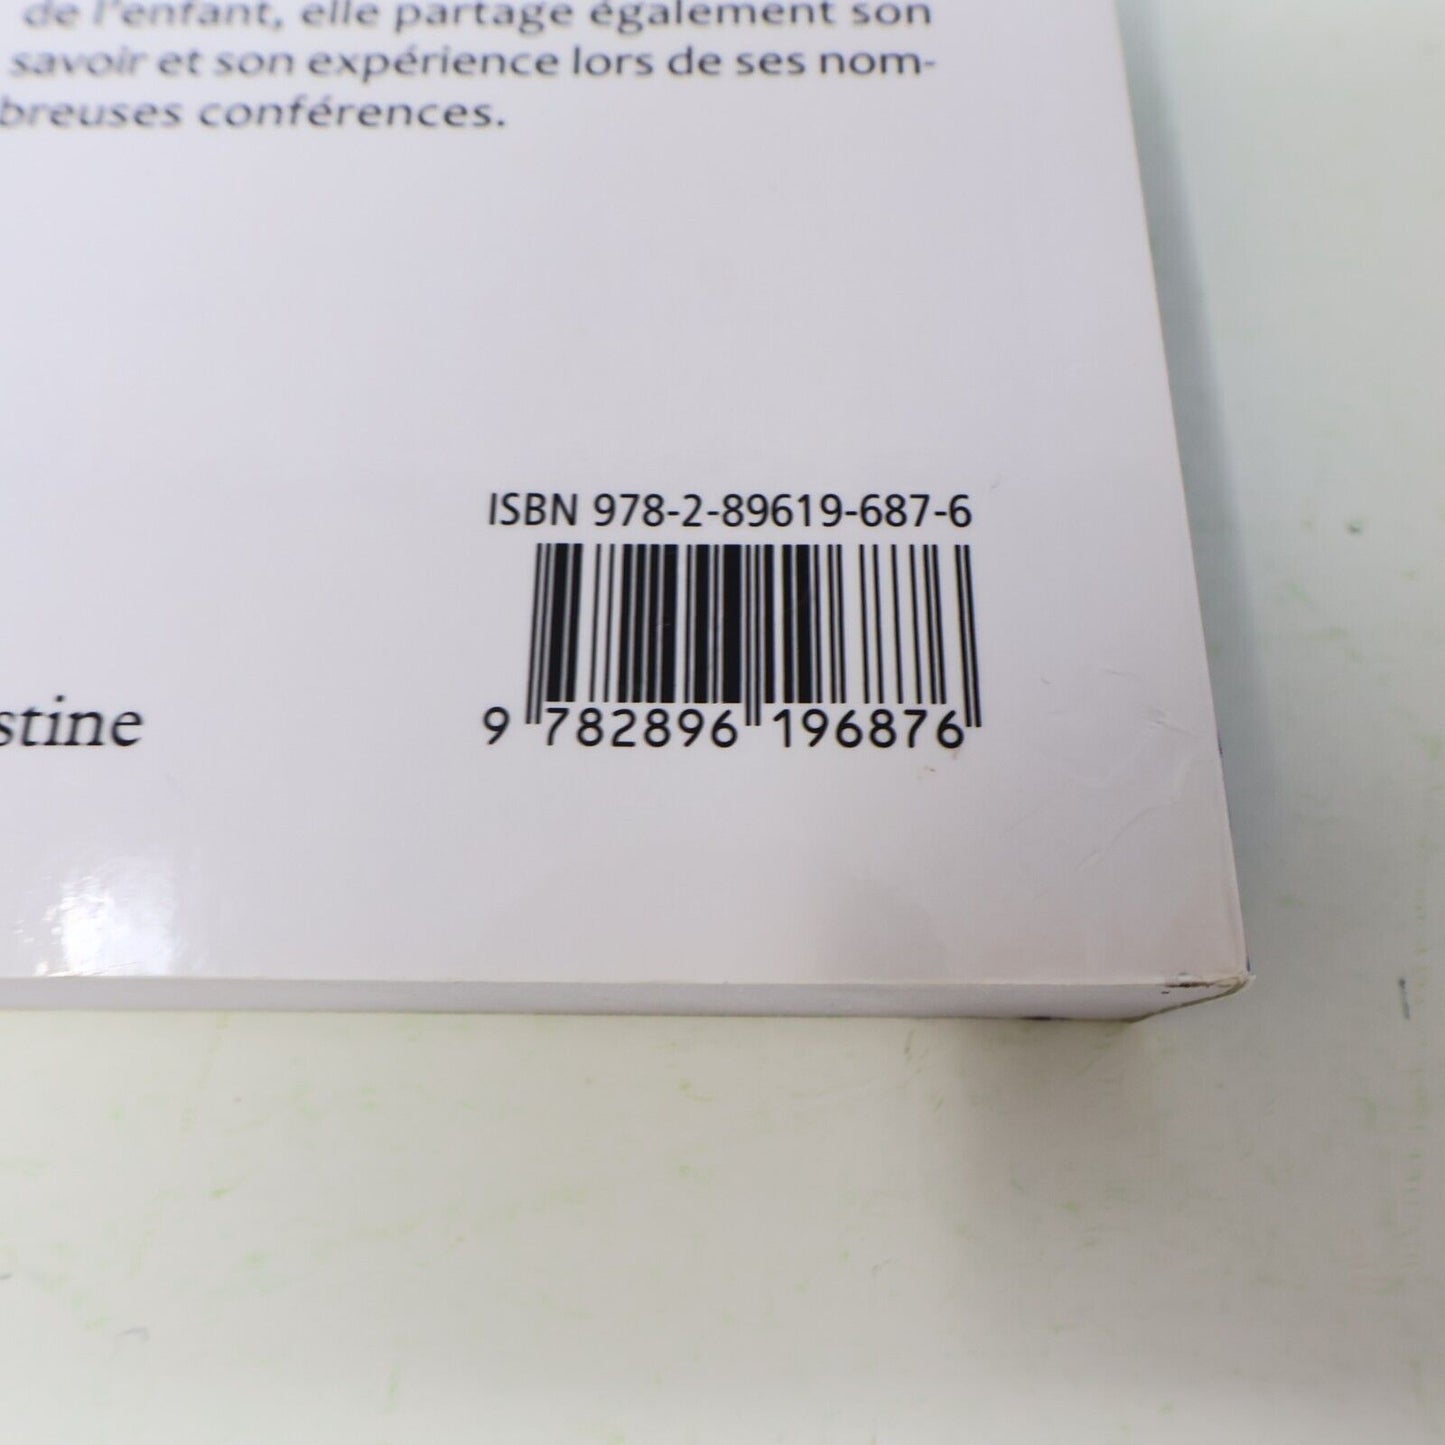 de l'enfant, elle partage également son
savoir et son expérience lors de ses nom-
breuses conférences.
ISBN 978-2-89619-687-6
9 782896 196876
stine